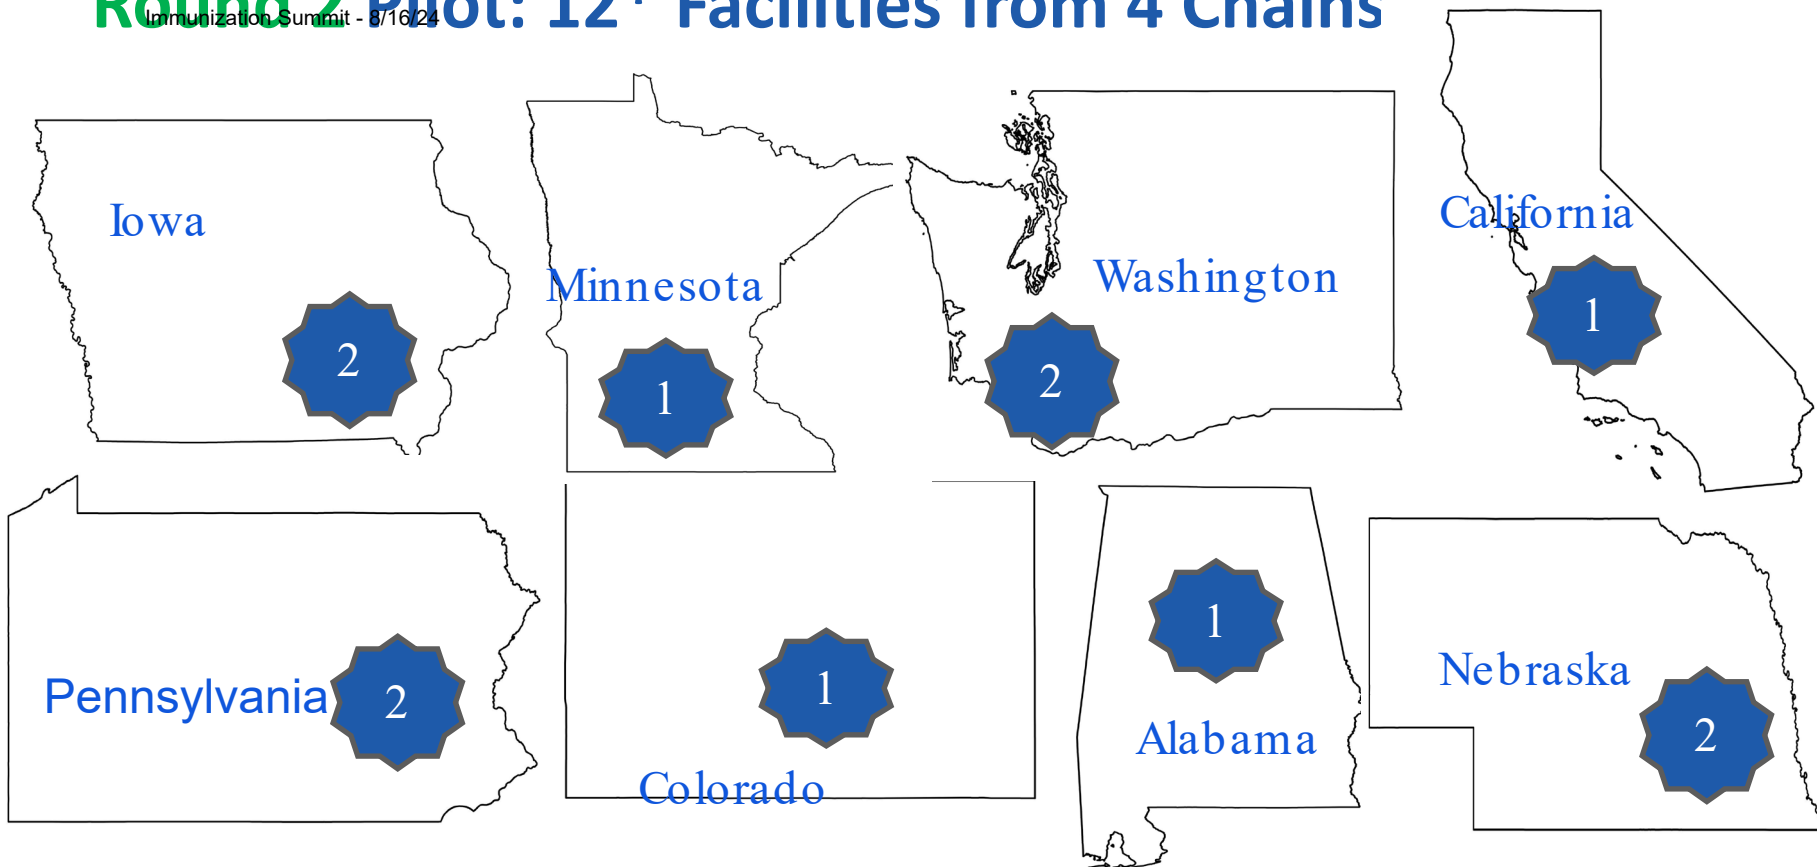 Round 2 Pilot: 12+ Facilities from 4 Chains
Immunization Summit - 8/16/24
Iowa
2
Minnesota
1
Washington
2
California
1
Pennsylvania
2
Colorado
1
Alabama
1
Nebraska
2